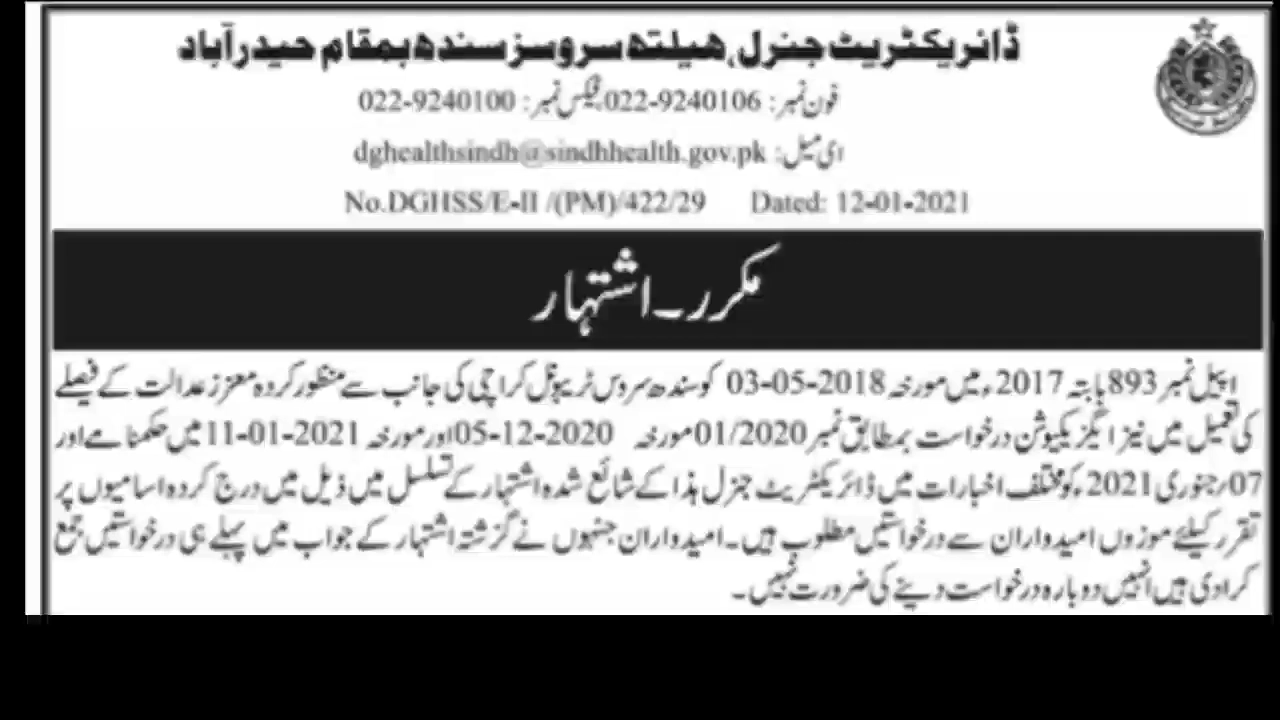 ڈائریکٹریٹ جنرل، ہیلتھ سروسز سندھ بمقام حیدرآباد
فون نمبر: 022-9240106، فیکس نمبر: 022-9240100
ای میل: dghealthsindh@sindhhealth.gov.pk
No.DGHSS/E-II /(PM)/422/29 Dated: 12-01-2021
مکرر۔اشتہار
اپیل نمبر 893 بابتہ 2017ء میں مورخہ 2018-05-03 کو سندھ سروس ٹریبونل کراچی کی جانب سے منظور کردہ معزز عدالت کے فیصلے
کی تعمیل میں نیز ایگزیکیوشن درخواست بمطابق نمبر 01/2020 مورخہ 2020-12-05 اور مورخہ 2021-01-11 میں حکمنامے اور
07رجنوری 2021ء کو مختلف اخبارات میں ڈائریکٹریٹ جنرل ہذا کے شائع شدہ اشتہار کے تسلسل میں ذیل میں درج کردہ اسامیوں پر
تقرر کیلئے موزوں امیدواران سے درخواستیں مطلوب ہیں۔ امیدواران جنہوں نے گزشتہ اشتہار کے جواب میں پہلے ہی درخواستیں جمع
کرادی ہیں انہیں دوبارہ درخواست دینے کی ضرورت نہیں۔